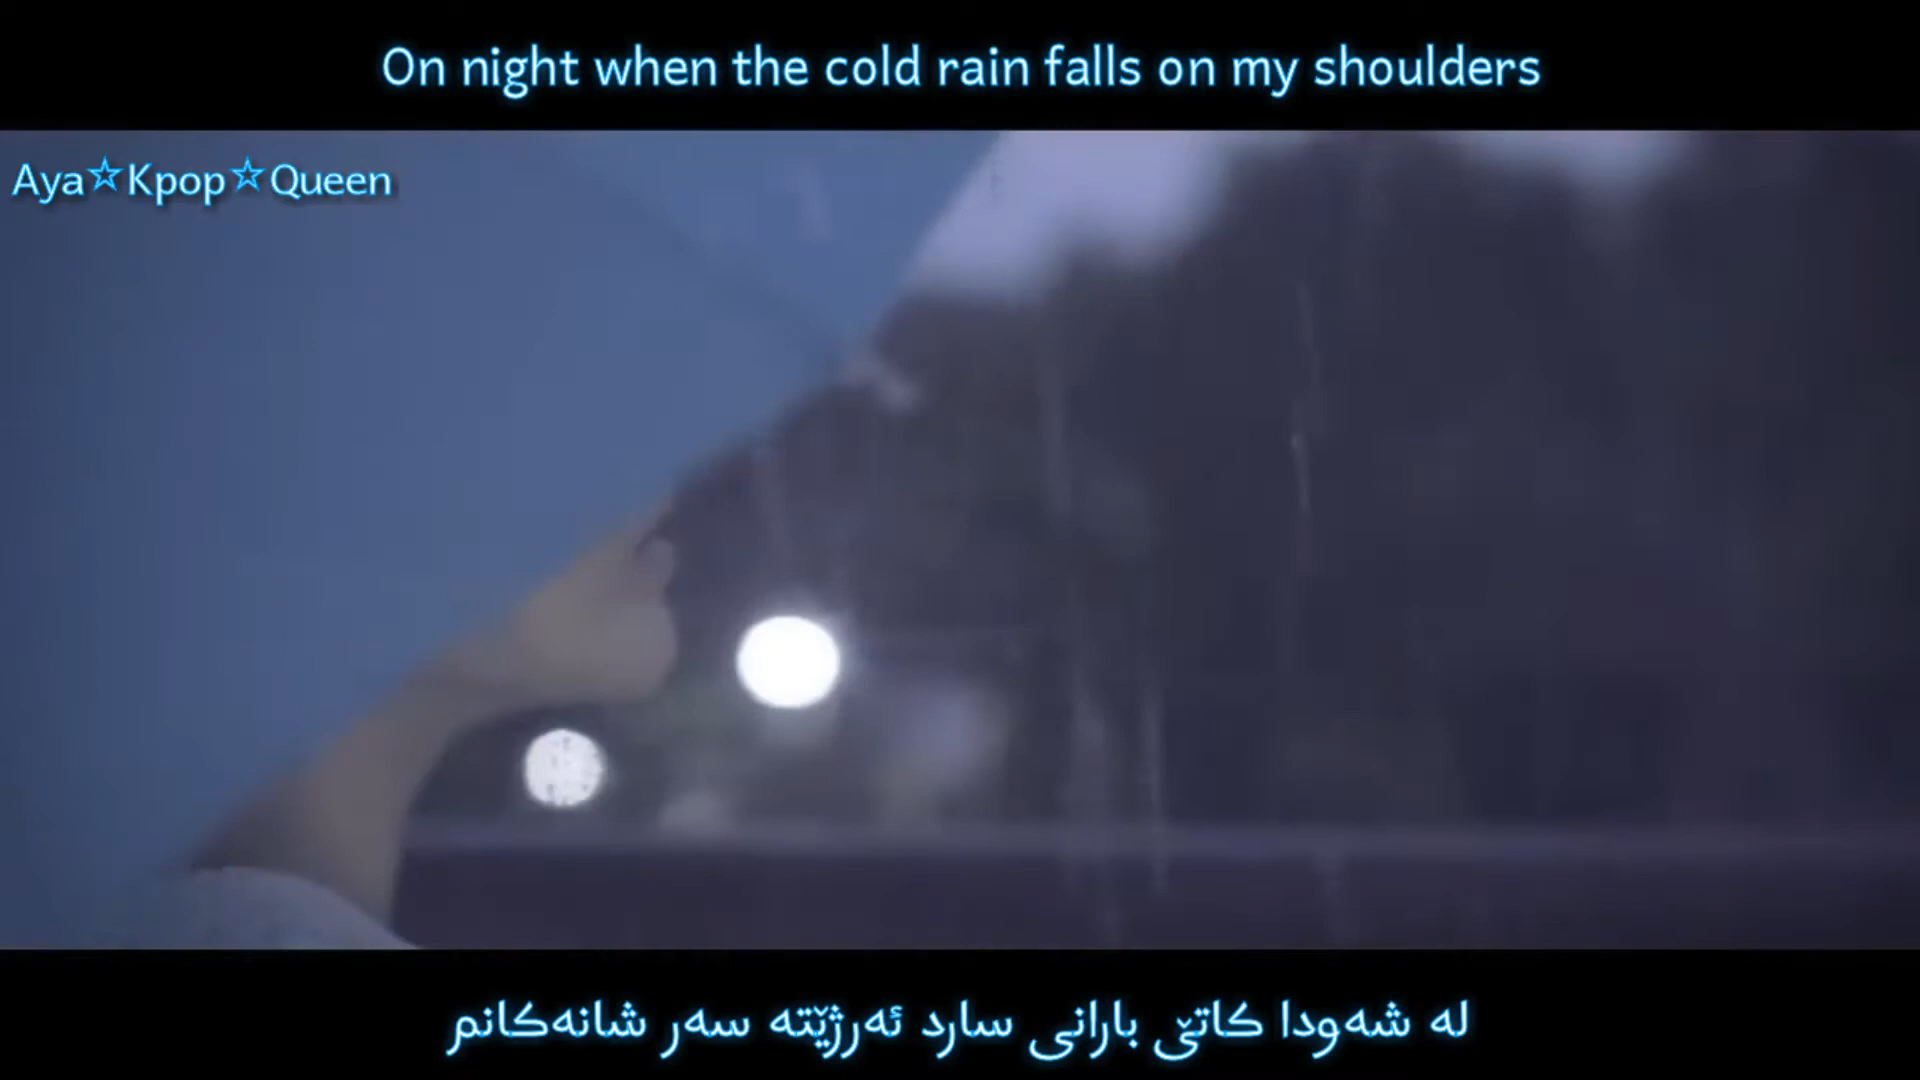 On night when the cold rain falls on my shoulders
Aya☆Kpop☆Queen
لە شەودا کاتێ بارانی سارد ئەرژێتە سەر شانەکانم